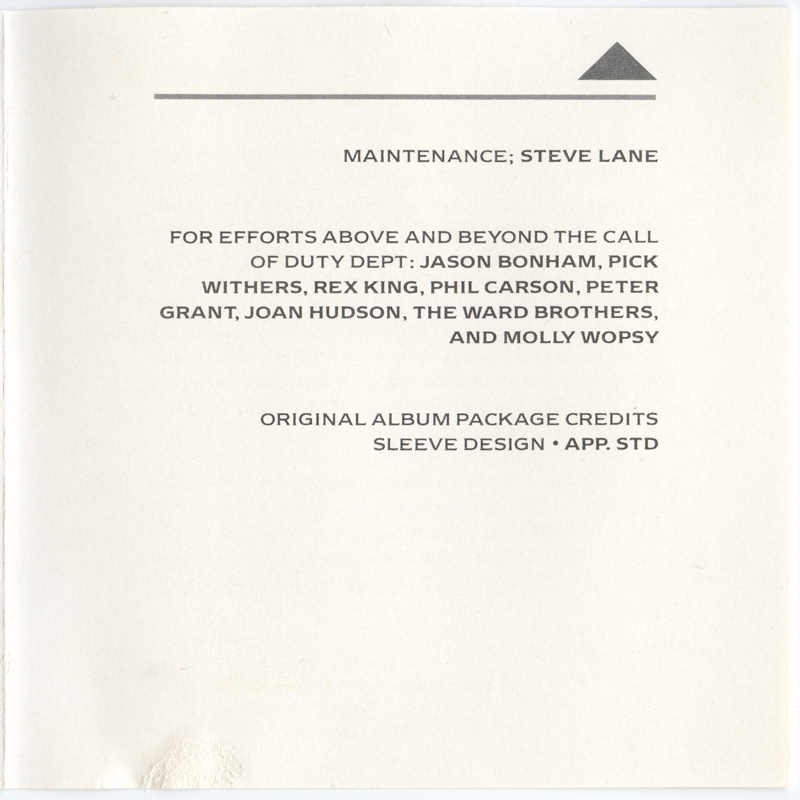 MAINTENANCE; STEVE LANE
FOR EFFORTS ABOVE AND BEYOND THE CALL
OF DUTY DEPT: JASON BONHAM, PICK
WITHERS, REX KING, PHIL CARSON, PETER
GRANT, JOAN HUDSON, THE WARD BROTHERS,
AND MOLLY WOPSY
ORIGINAL ALBUM PACKAGE CREDITS
SLEEVE DESIGN • APP. STD